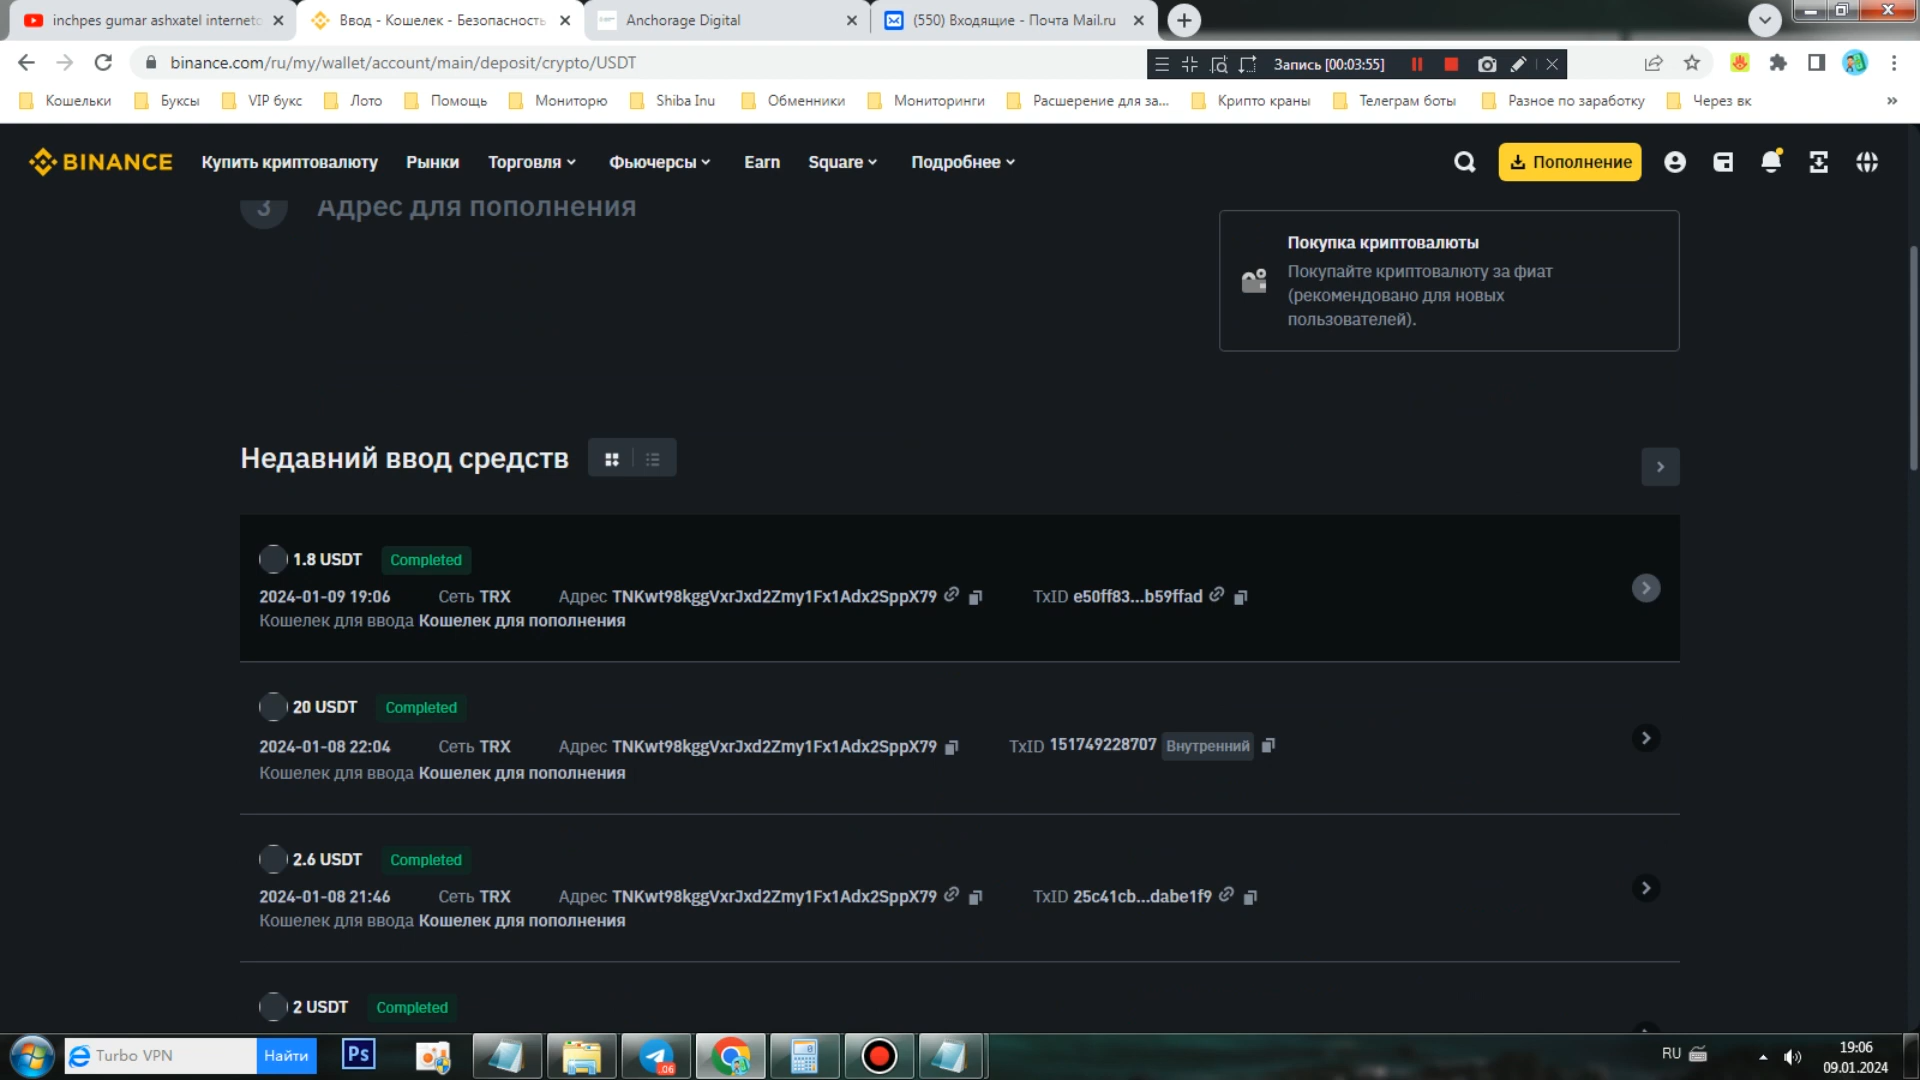 inchpes gumar ashxatel interneto
Ввод - Кошелек - Безопасность
Anchorage Digital
(550) Входящие - Почта Mail.ru
binance.com/ru/my/wallet/account/main/deposit/crypto/USDT
Запись [00:03:55]
Кошельки
Буксы
VIP букс
Лото
Помощь
Мониторю
Shiba Inu
Обменники
Мониторинги
Расшерение для за...
Крипто краны
Телеграм боты
Разное по заработку
Через вк
»
BINANCE
Купить криптовалюту
Рынки
Торговля
Фьючерсы
Earn
Square
Подробнее
Пополнение
3
Адрес для пополнения
Покупка криптовалюты
Покупайте криптовалюту за фиат
(рекомендовано для новых
пользователей).
Недавний ввод средств
1.8 USDT Completed
2024-01-09 19:06 Сеть TRX Адрес TNKwt98kggVxrJxd2Zmy1Fx1Adx2SppX79 TxID e50ff83...b59ffad
Кошелек для ввода Кошелек для пополнения
20 USDT Completed
2024-01-08 22:04 Сеть TRX Адрес TNKwt98kggVxrJxd2Zmy1Fx1Adx2SppX79 TxID 151749228707 Внутренний
Кошелек для ввода Кошелек для пополнения
2.6 USDT Completed
2024-01-08 21:46 Сеть TRX Адрес TNKwt98kggVxrJxd2Zmy1Fx1Adx2SppX79 TxID 25c41cb...dabe1f9
Кошелек для ввода Кошелек для пополнения
2 USDT Completed
Turbo VPN
Найти
Ps
.06
RU
19:06
09.01.2024